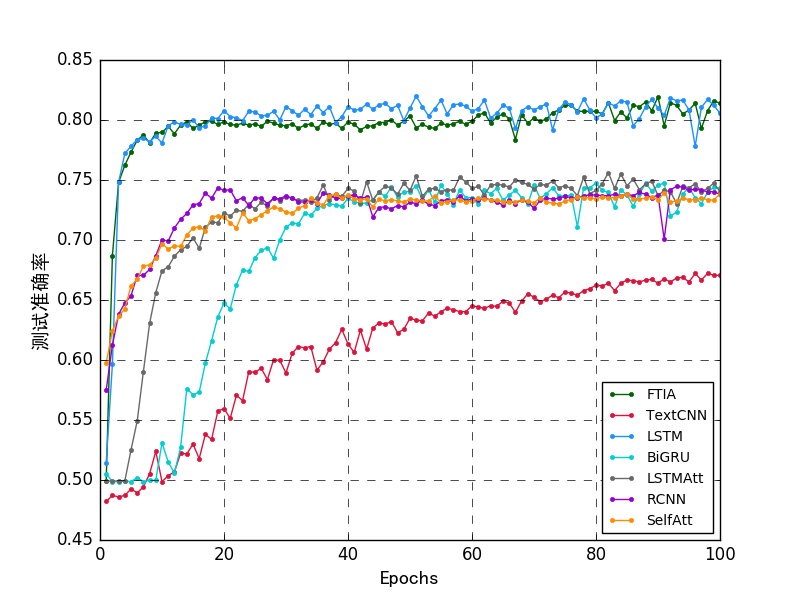 0.85
0.80
0.75
0.70
0.65
0.60
0.55
0.50
0.45
测试准确率
0
20
40
60
80
100
Epochs
FTIA
TextCNN
LSTM
BiGRU
LSTMAtt
RCNN
SelfAtt